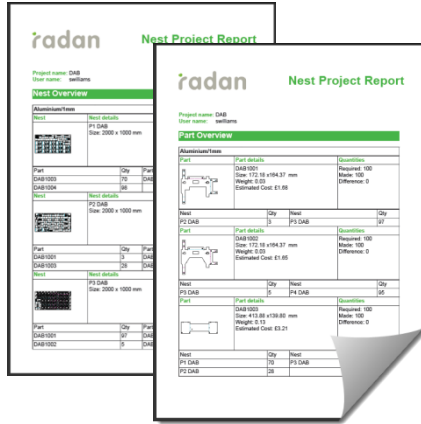 radan
Nest Project Report
Project name: DAB
User name: swilliams
Nest Overview
Aluminium/1mm
Nest Nest details
P1 DAB
Size: 2000 x 1000 mm
Part Qty Part
DAB1003 70
DAB1004 98
Nest Nest details
P2 DAB
Size: 2000 x 1000 mm
Part Qty
DAB1001 3
DAB1003 28
Nest Nest details
P3 DAB
Size: 2000 x 1000 mm
Part Qty
DAB1001 97
DAB1002 5
radan
Nest Project Report
Project name: DAB
User name: swilliams
Part Overview
Aluminium/1mm
Part Part details Quantities
DAB1001 Required: 100
Size: 172.18 x164.37 mm Made: 100
Weight: 0.03 Difference: 0
Estimated Cost: £1.68
Nest Qty Nest Qty
P2 DAB 3 P3 DAB 97
Part Part details Quantities
DAB1002 Required: 100
Size: 172.18 x164.37 mm Made: 100
Weight: 0.03 Difference: 0
Estimated Cost: £1.65
Nest Qty Nest Qty
P3 DAB 5 P4 DAB 95
Part Part details Quantities
DAB1003 Required: 100
Size: 413.88 x139.80 mm Made: 100
Weight: 0.13 Difference: 0
Estimated Cost: £3.21
Nest Qty Nest
P1 DAB 70 P3 DAB
P2 DAB 28